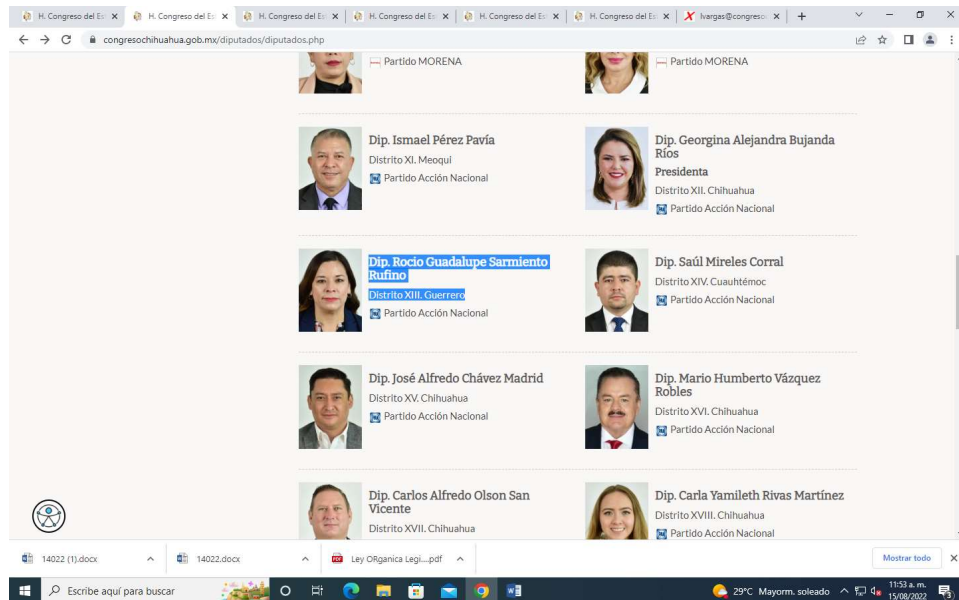 H. Congreso del Es
H. Congreso del Es
H. Congreso del Es
H. Congreso del Es
H. Congreso del Es
H. Congreso del Es
lvargas@congreso
congresochihuahua.gob.mx/diputados/diputados.php
Partido MORENA
Partido MORENA
Dip. Ismael Pérez Pavía
Distrito XI. Meoqui
Partido Acción Nacional
Dip. Georgina Alejandra Bujanda
Ríos
Presidenta
Distrito XII. Chihuahua
Partido Acción Nacional
Dip. Rocio Guadalupe Sarmiento
Rufino
Distrito XIII. Guerrero
Partido Acción Nacional
Dip. Saúl Mireles Corral
Distrito XIV. Cuauhtémoc
Partido Acción Nacional
Dip. José Alfredo Chávez Madrid
Distrito XV. Chihuahua
Partido Acción Nacional
Dip. Mario Humberto Vázquez
Robles
Distrito XVI. Chihuahua
Partido Acción Nacional
Dip. Carlos Alfredo Olson San
Vicente
Distrito XVII. Chihuahua
Dip. Carla Yamileth Rivas Martínez
Distrito XVIII. Chihuahua
Partido Acción Nacional
14022 (1).docx
14022.docx
Ley ORganica Legi....pdf
Mostrar todo
Escribe aquí para buscar
29°C Mayorm. soleado
11:53 a. m.
15/08/2022